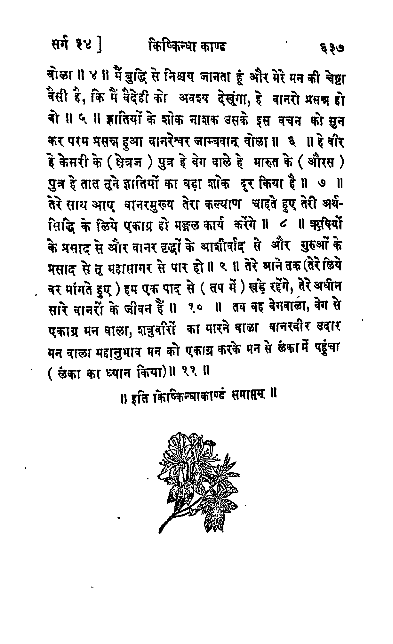 सर्ग १४ ] किष्किन्धा काण्ड ६३७
बोला ॥ ४ ॥ मैं बुद्धि से निश्चय जानता हूं और मेरे मन की चेष्टा
वैसी है, कि मैं वैदेही को अवश्य देखूंगा, हे वानरो प्रसन्न हो
वो ॥ ५ ॥ ज्ञातियों के शोक नाशक उसके इस वचन को सुन
कर परम प्रसन्न हुआ वानरेश्वर जाम्बवान् बोला ॥ ६ ॥ हे वीर
हे केसरी के ( क्षेत्रज ) पुत्र हे वेग वाले हे मारुत के ( औरस )
पुत्र हे तात तूने ज्ञातियों का बड़ा शोक दूर किया है ॥ ७ ॥
तेरे साथ आए वानरमुख्य तेरा कल्याण चाहते हुए तेरी अर्थ-
सिद्धि के लिये एकाग्र हो मङ्गल कार्य करेंगे ॥ ८ ॥ ऋषियों
के प्रसाद से और वानर वृद्धों के आशीर्वाद से और गुरुओं के
प्रसाद से तू महासागर से पार हो ॥ ९ ॥ तेरे आने तक (तेरे लिये
वर मांगते हुए ) हम एक पाद से ( तप में ) खड़े रहेंगे, तेरे अधीन
सारे वानरों के जीवन हैं ॥ १० ॥ तब वह वेगवाला, वेग से
एकाग्र मन वाला, शत्रुवीरों का मारने वाला वानरवीर उदार
मन वाला महानुभाव मन को एकाग्र करके मन से लंका में पहुंचा
( लंका का ध्यान किया)॥ ११ ॥
॥ इति किष्किन्धाकाण्डं समाप्तम् ॥